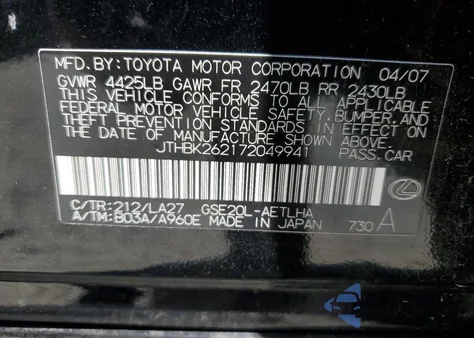 MFD. BY: TOYOTA MOTOR CORPORATION 04/07
GVWR 4425LB GAWR FR 2470LB RR 2430LB
THIS VEHICLE CONFORMS TO ALL APPLICABLE
FEDERAL MOTOR VEHICLE SAFETY, BUMPER, AND
THEFT PREVENTION STANDARDS IN EFFECT ON
THE DATE OF MANUFACTURE SHOWN ABOVE.
JTHBK262172049941 PASS. CAR
C/TR: 212/LA27 GSE20L-AETLHA
A/TM: B03A/A960E MADE IN JAPAN 730 A